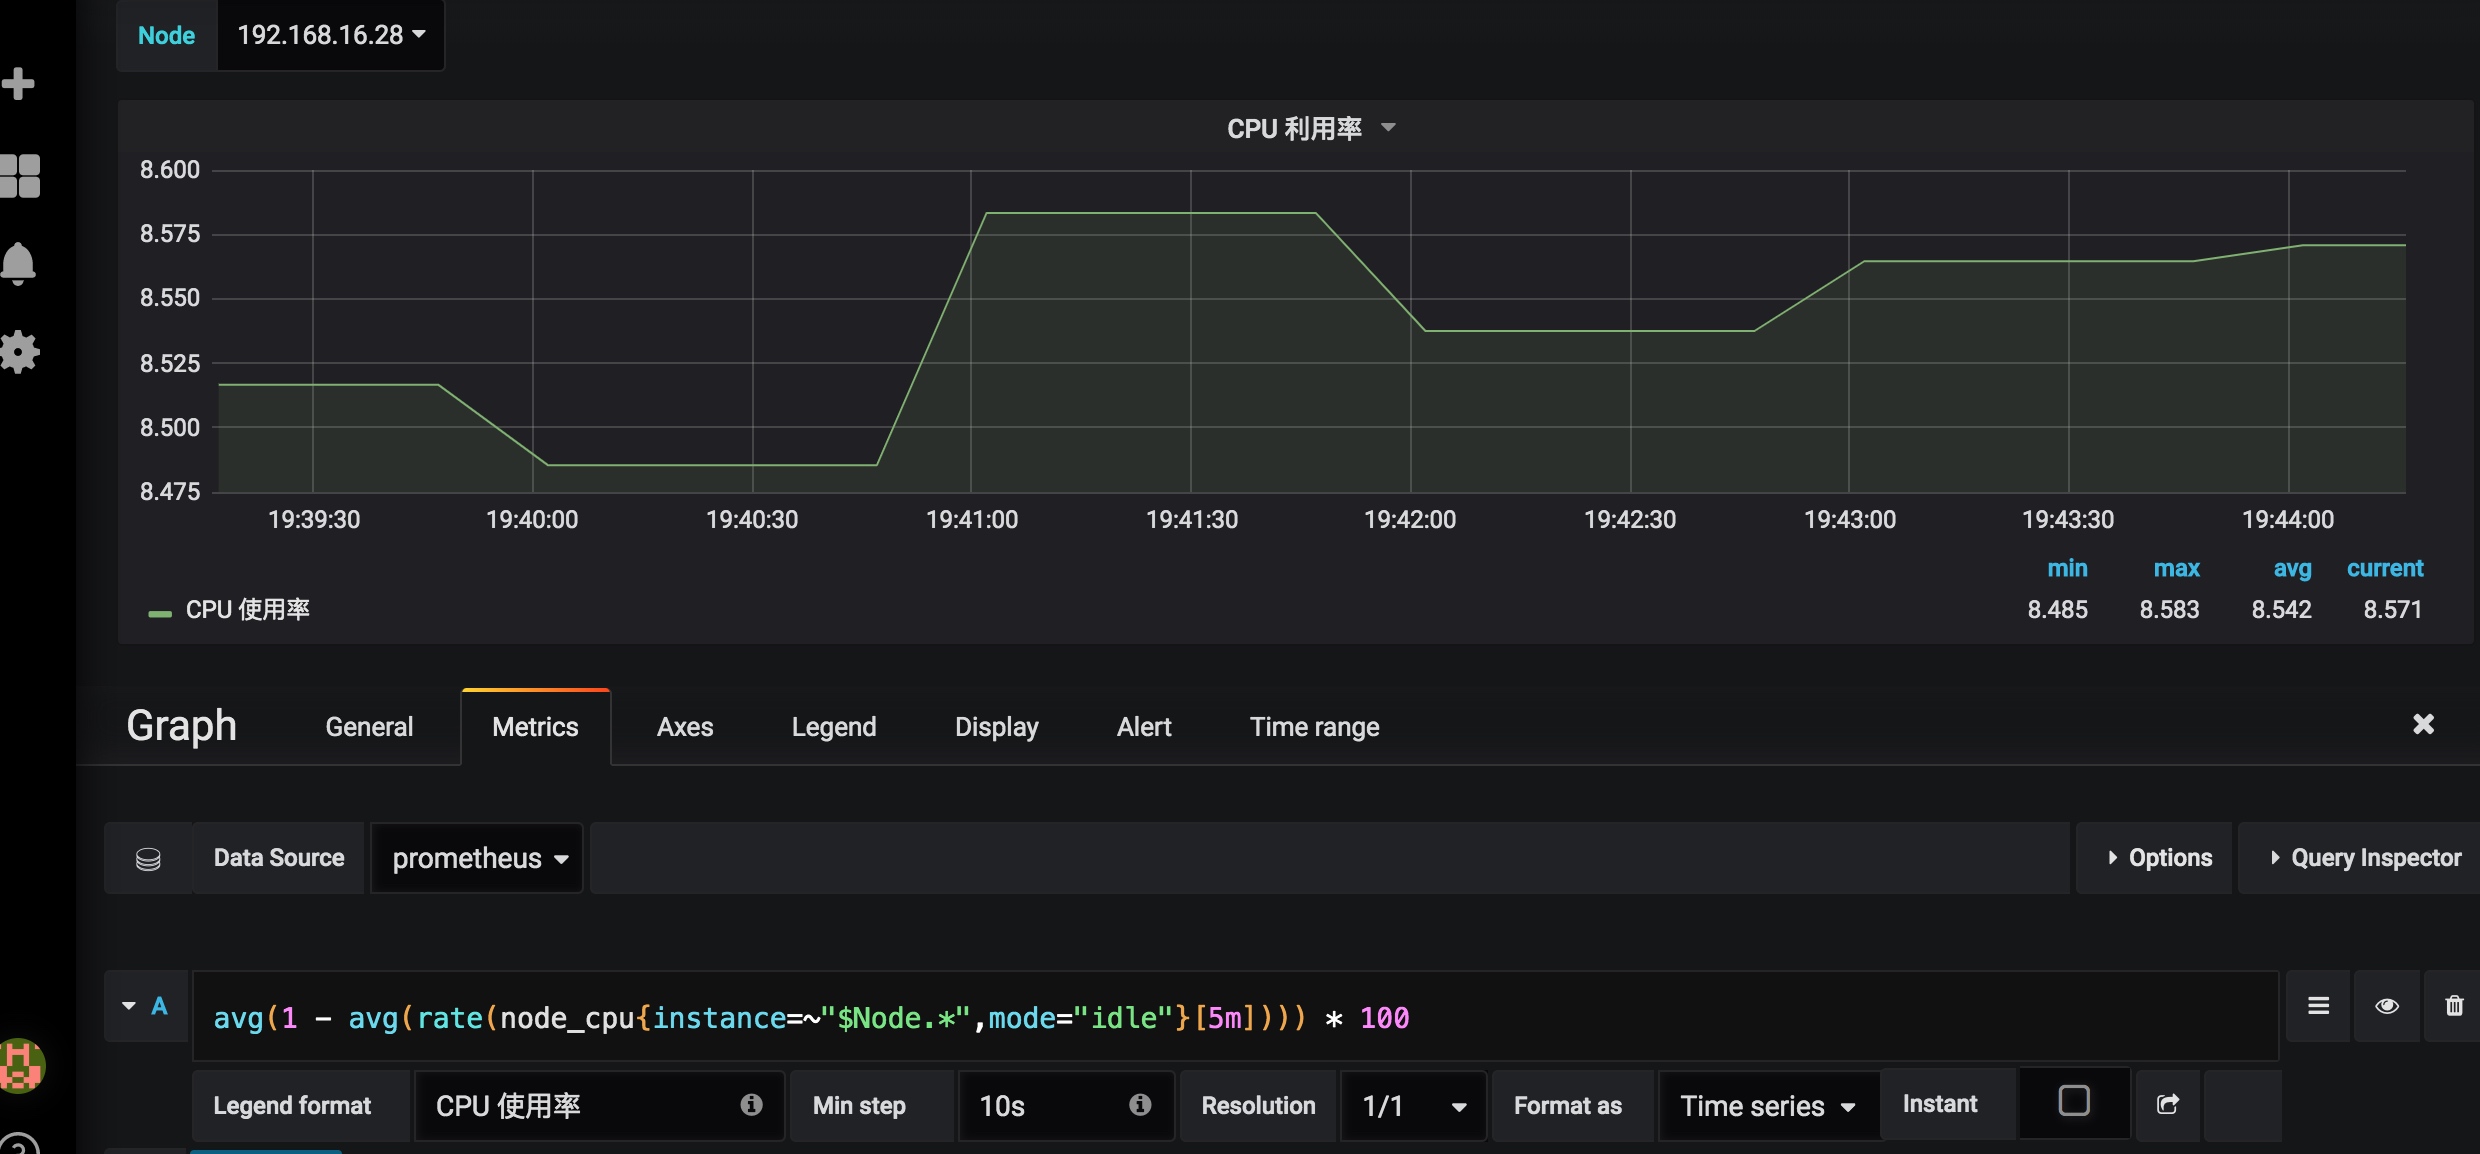 Node 192.168.16.28
CPU 利用率
8.600
8.575
8.550
8.525
8.500
8.475
19:39:30 19:40:00 19:40:30 19:41:00 19:41:30 19:42:00 19:42:30 19:43:00 19:43:30 19:44:00
min max avg current
CPU 使用率 8.485 8.583 8.542 8.571
Graph General Metrics Axes Legend Display Alert Time range
Data Source prometheus Options Query Inspector
A avg(1 - avg(rate(node_cpu{instance=~"$Node.*",mode="idle"}[5m]))) * 100
Legend format CPU 使用率 Min step 10s Resolution 1/1 Format as Time series Instant